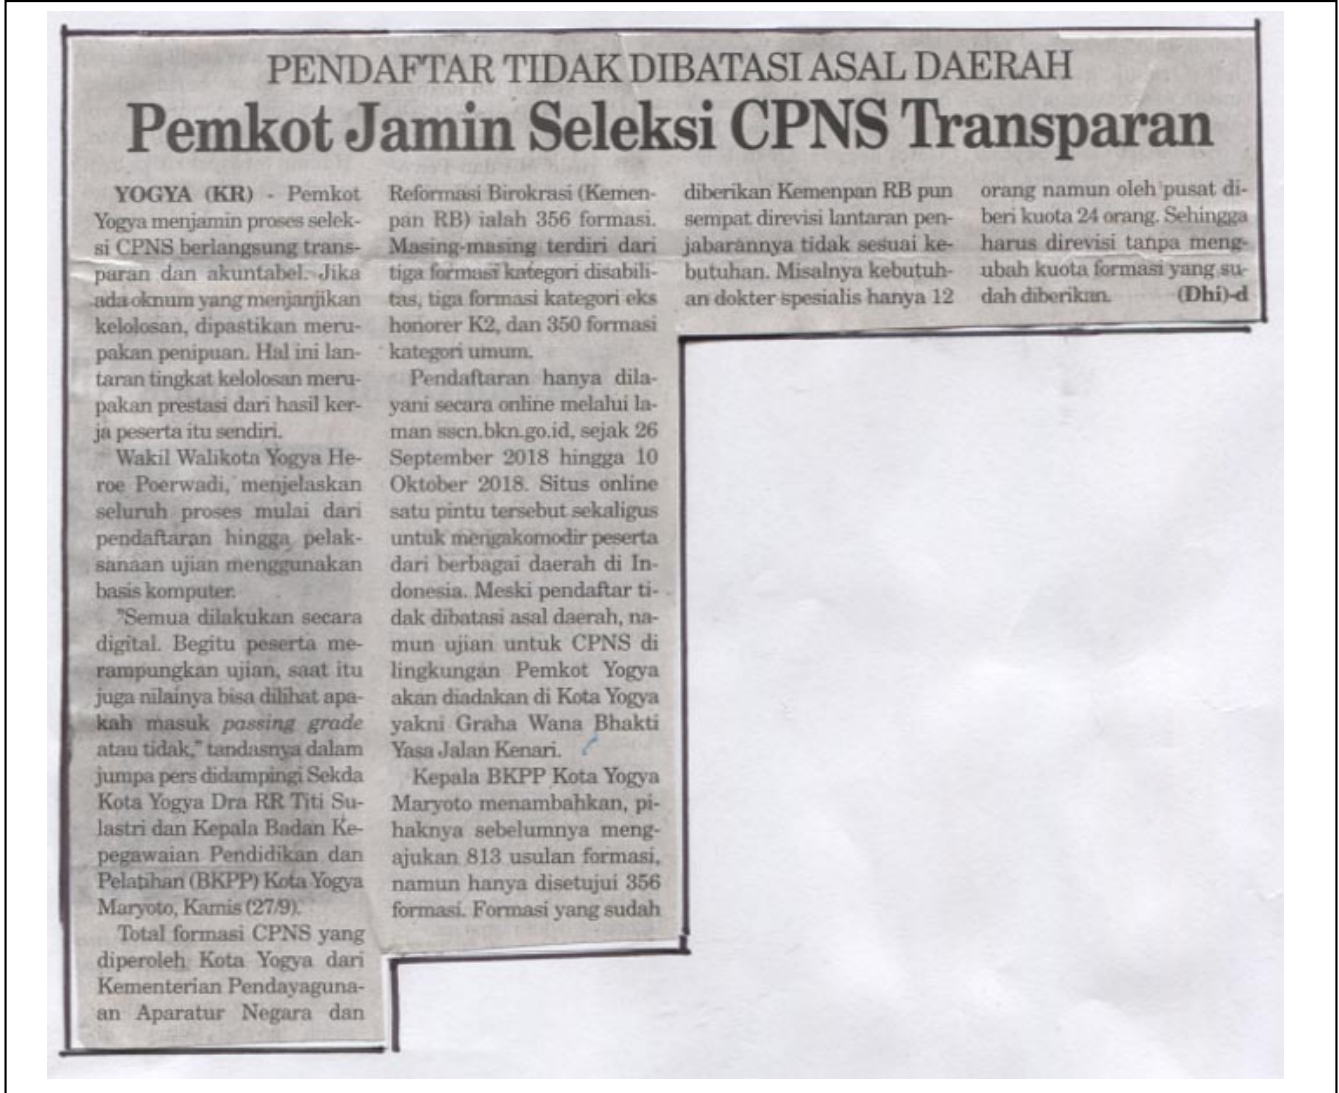 PENDAFTAR TIDAK DIBATASI ASAL DAERAH
Pemkot Jamin Seleksi CPNS Transparan
YOGYA (KR) - Pemkot
Yogya menjamin proses selek-
si CPNS berlangsung trans-
paran dan akuntabel. Jika
ada oknum yang menjanjikan
kelolosan, dipastikan meru-
pakan penipuan. Hal ini lan-
taran tingkat kelolosan meru-
pakan prestasi dari hasil ker-
ja peserta itu sendiri.
Wakil Walikota Yogya He-
roe Poerwadi, menjelaskan
seluruh proses mulai dari
pendaftaran hingga pelak-
sanaan ujian menggunakan
basis komputer.
"Semua dilakukan secara
digital. Begitu peserta me-
rampungkan ujian, saat itu
juga nilainya bisa dilihat apa-
kah masuk passing grade
atau tidak," tandasnya dalam
jumpa pers didampingi Sekda
Kota Yogya Dra RR Titi Su-
lastri dan Kepala Badan Ke-
pegawaian Pendidikan dan
Pelatihan (BKPP) Kota Yogya
Maryoto, Kamis (27/9).
Total formasi CPNS yang
diperoleh Kota Yogya dari
Kementerian Pendayaguna-
an Aparatur Negara dan
Reformasi Birokrasi (Kemen-
pan RB) ialah 356 formasi.
Masing-masing terdiri dari
tiga formasi kategori disabili-
tas, tiga formasi kategori eks
honorer K2, dan 350 formasi
kategori umum.
Pendaftaran hanya dila-
yani secara online melalui la-
man sscn.bkn.go.id, sejak 26
September 2018 hingga 10
Oktober 2018. Situs online
satu pintu tersebut sekaligus
untuk mengakomodir peserta
dari berbagai daerah di In-
donesia. Meski pendaftar ti-
dak dibatasi asal daerah, na-
mun ujian untuk CPNS di
lingkungan Pemkot Yogya
akan diadakan di Kota Yogya
yakni Graha Wana Bhakti
Yasa Jalan Kenari.
Kepala BKPP Kota Yogya
Maryoto menambahkan, pi-
haknya sebelumnya meng-
ajukan 813 usulan formasi,
namun hanya disetujui 356
formasi. Formasi yang sudah
diberikan Kemenpan RB pun
sempat direvisi lantaran pen-
jabarannya tidak sesuai ke-
butuhan. Misalnya kebutuh-
an dokter spesialis hanya 12
orang namun oleh pusat di-
beri kuota 24 orang. Sehingga
harus direvisi tanpa meng-
ubah kuota formasi yang su-
dah diberikan. (Dhi)-d